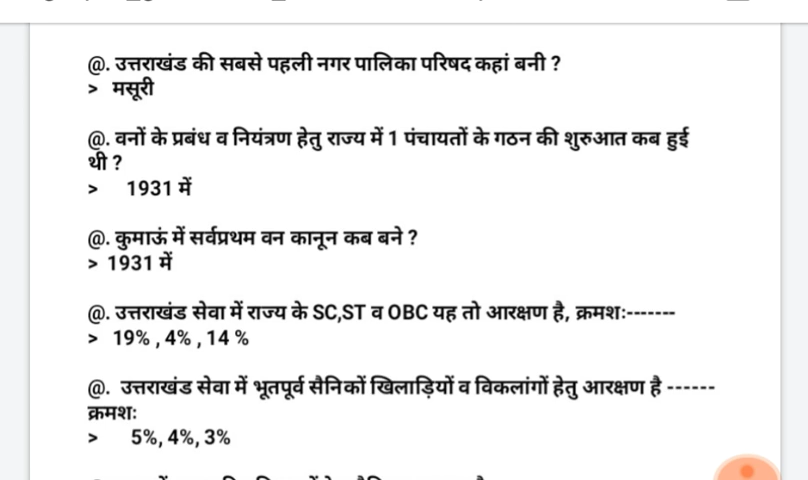 @. उत्तराखंड की सबसे पहली नगर पालिका परिषद कहां बनी ?
> मसूरी
@. वनों के प्रबंध व नियंत्रण हेतु राज्य में 1 पंचायतों के गठन की शुरुआत कब हुई
थी ?
> 1931 में
@. कुमाऊं में सर्वप्रथम वन कानून कब बने ?
> 1931 में
@. उत्तराखंड सेवा में राज्य के SC,ST व OBC यह तो आरक्षण है, क्रमश:-------
> 19% , 4% , 14 %
@. उत्तराखंड सेवा में भूतपूर्व सैनिकों खिलाड़ियों व विकलांगों हेतु आरक्षण है ------
क्रमशः
> 5%, 4%, 3%